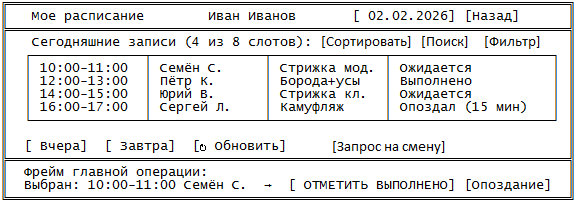 Мое расписание Иван Иванов [ 02.02.2026] [Назад]
Сегодняшние записи (4 из 8 слотов): [Сортировать] [Поиск] [Фильтр]
10:00-11:00 Семён С. Стрижка мод. Ожидается
12:00-13:00 Пётр К. Борода+усы Выполнено
14:00-15:00 Юрий В. Стрижка кл. Ожидается
16:00-17:00 Сергей Л. Камуфляж Опоздал (15 мин)
[ Вчера] [ Завтра] [↻ Обновить] [Запрос на смену]
Фрейм главной операции:
Выбран: 10:00-11:00 Семён С. → [ ОТМЕТИТЬ ВЫПОЛНЕНО] [Опоздание]